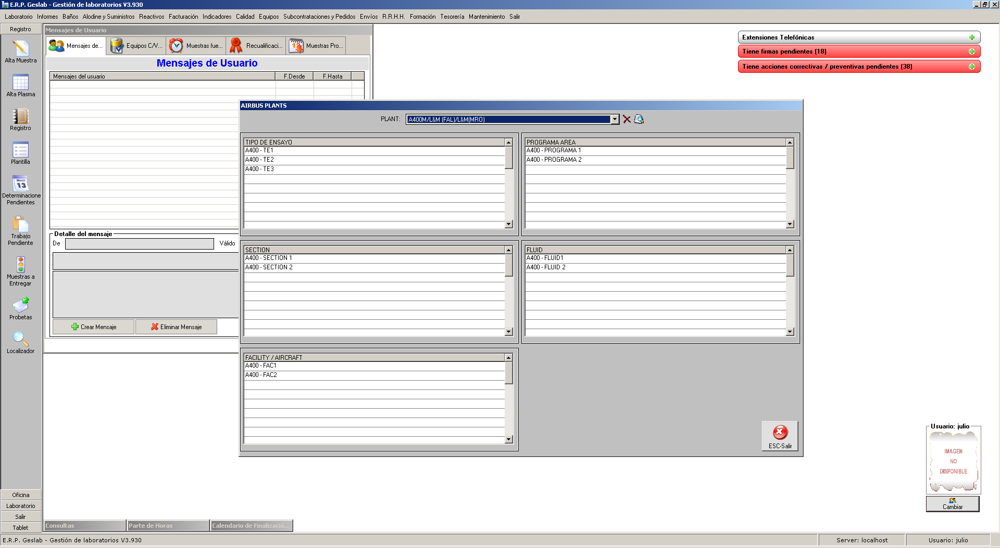 E.R.P. Geslab - Gestión de laboratorios V3.930
Laboratorio Informes Baños Alodine y Suministros Reactivos Facturación Indicadores Calidad Equipos Subcontrataciones y Pedidos Envíos R.R.H.H. Formación Tesorería Mantenimiento Salir
Registro
Alta Muestra
Alta Plasma
Registro
Plantilla
March
13
Determinacione
Pendientes
Trabajo
Pendiente
Muestras a
Entregar
Probetas
Localizador
Oficina
Laboratorio
Salir
Tablet
Mensajes de Usuario
Mensajes de... Equipos C/V... Muestras fue... Recualificaci... Muestras Pro...
Mensajes de Usuario
Mensajes del usuario F.Desde F.Hasta
Detalle del mensaje
De Válido
Crear Mensaje Eliminar Mensaje
AIRBUS PLANTS
PLANT: A400M/L&M (FAL)/L&M(MRO)
TIPO DE ENSAYO
A400 - TE1
A400 - TE2
A400 - TE3
PROGRAMA AREA
A400 - PROGRAMA 1
A400 - PROGRAMA 2
SECTION
A400 - SECTION 1
A400 - SECTION 2
FLUID
A400 - FLUID1
A400 - FLUID 2
FACILITY / AIRCRAFT
A400 - FAC1
A400 - FAC2
ESC-Salir
Extensiones Telefónicas
Tiene firmas pendientes (18)
Tiene acciones correctivas / preventivas pendientes (38)
Usuario: julio
IMAGEN
NO
DISPONIBLE
Cambiar
Consultas Parte de Horas Calendario de Finalizació...
E.R.P. Geslab - Gestión de laboratorios V3.930 Server: localhost Usuario: julio